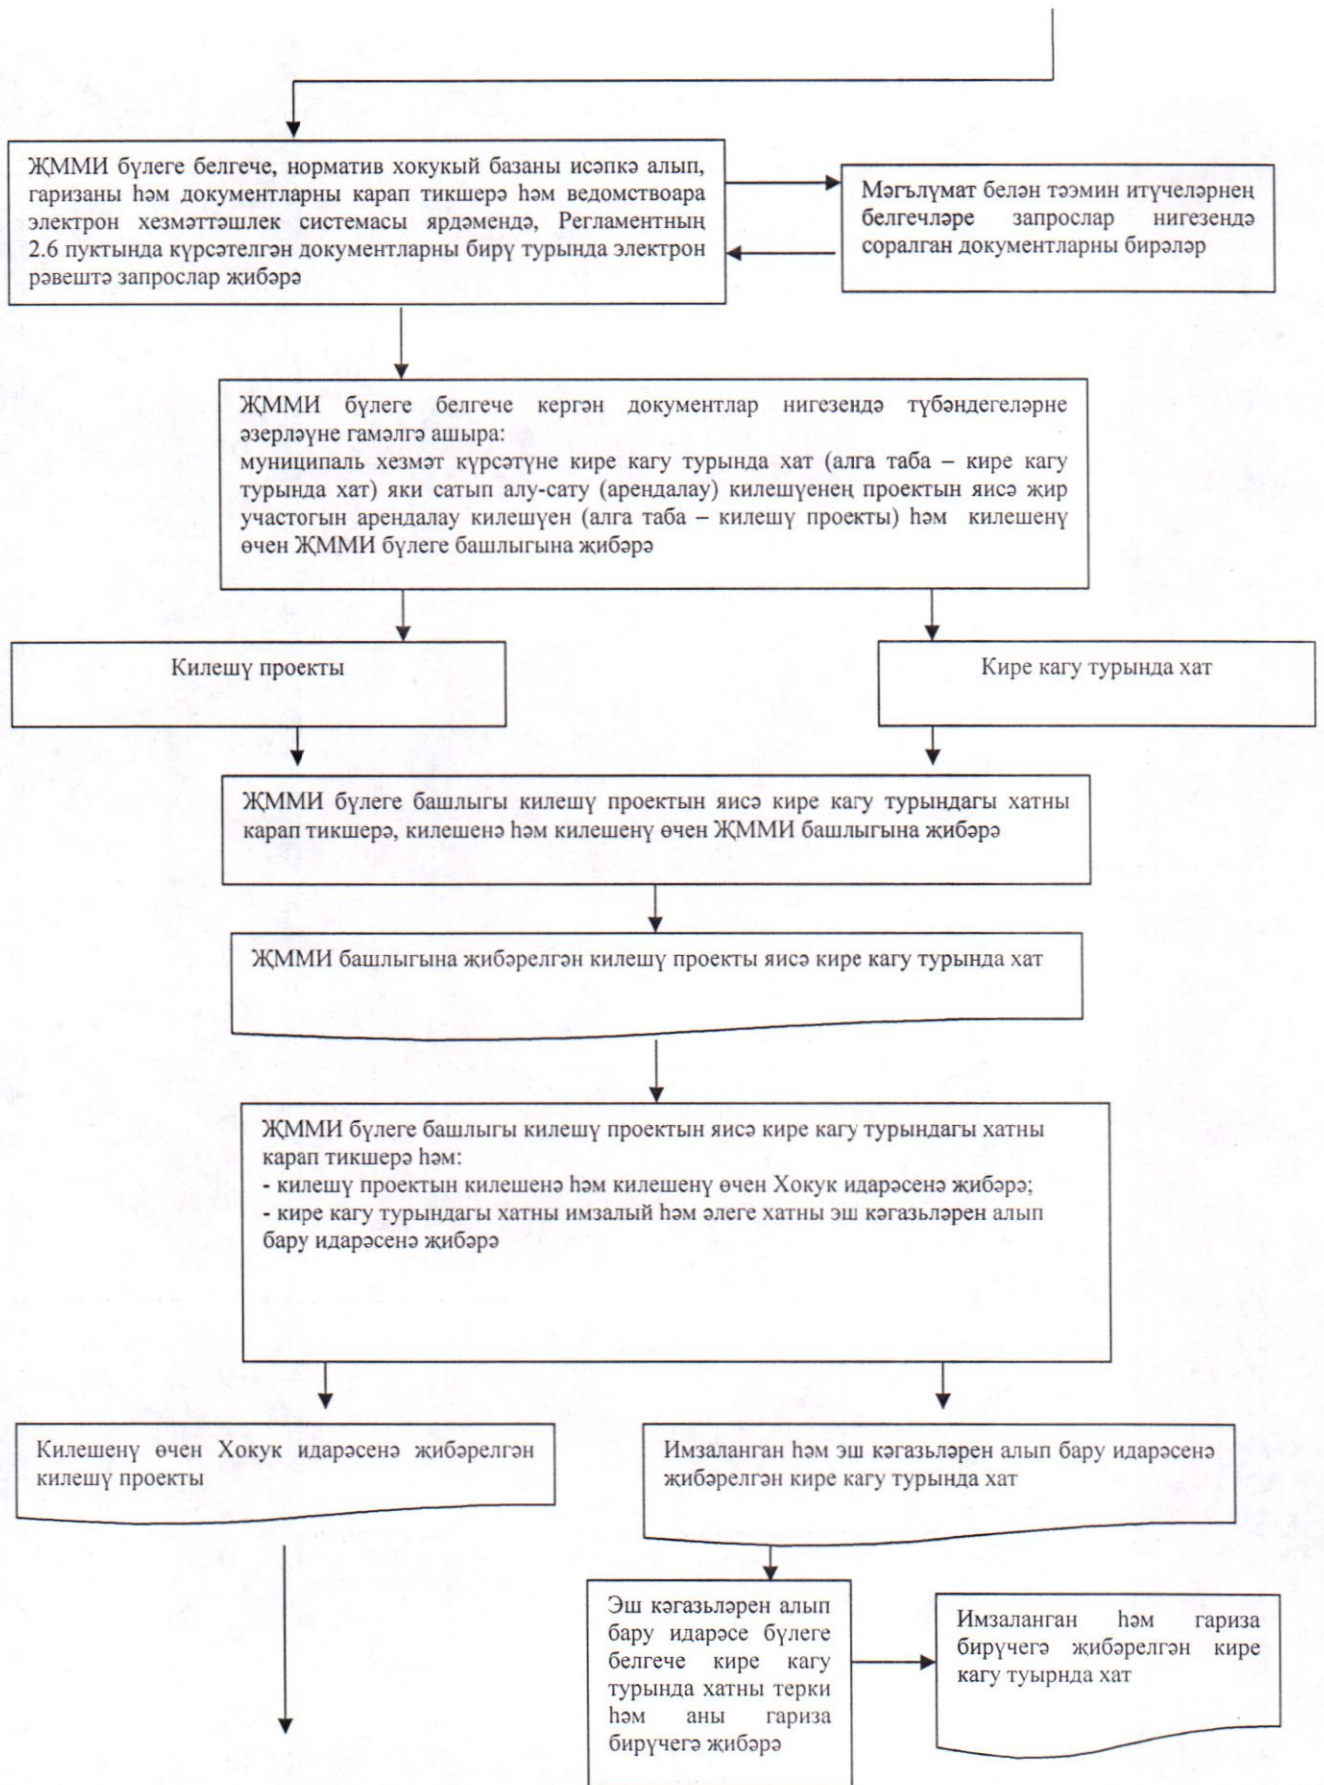 ҖММИ бүлеге белгече, норматив хокукый базаны исәпкә алып,
гаризаны һәм документларны карап тикшерә һәм ведомствоара
электрон хезмәттәшлек системасы ярдәмендә, Регламентның
2.6 пуктында күрсәтелгән документларны бирү турында электрон
рәвештә запрослар җибәрә
Мәгълүмат белән тәэмин итүчеләрнең
белгечләре запрослар нигезендә
соралган документларны бирәләр
ҖММИ бүлеге белгече кергән документлар нигезендә түбәндегеләрне
әзерләүне гамәлгә ашыра:
муниципаль хезмәт күрсәтүне кире кагу турында хат (алга таба – кире кагу
турында хат) яки сатып алу-сату (арендалау) килешүенең проектын яисә җир
участогын арендалау килешүен (алга таба – килешү проекты) һәм килешенү
өчен ҖММИ бүлеге башлыгына җибәрә
Килешү проекты
Кире кагу турында хат
ҖММИ бүлеге башлыгы килешү проектын яисә кире кагу турындагы хатны
карап тикшерә, килешенә һәм килешенү өчен ҖММИ башлыгына җибәрә
ҖММИ башлыгына җибәрелгән килешү проекты яисә кире кагу турында хат
ҖММИ бүлеге башлыгы килешү проектын яисә кире кагу турындагы хатны
карап тикшерә һәм:
- килешү проектын килешенә һәм килешенү өчен Хокук идарәсенә җибәрә;
- кире кагу турындагы хатны имзалый һәм әлеге хатны эш кәгазьләрен алып
бару идарәсенә җибәрә
Килешенү өчен Хокук идарәсенә җибәрелгән
килешү проекты
Имзаланган һәм эш кәгазьләрен алып бару идарәсенә
җибәрелгән кире кагу турында хат
Эш кәгазьләрен алып
бару идарәсе бүлеге
белгече кире кагу
турында хатны терки
һәм аны гариза
бирүчегә җибәрә
Имзаланган һәм гариза
бирүчегә җибәрелгән кире
кагу туырнда хат